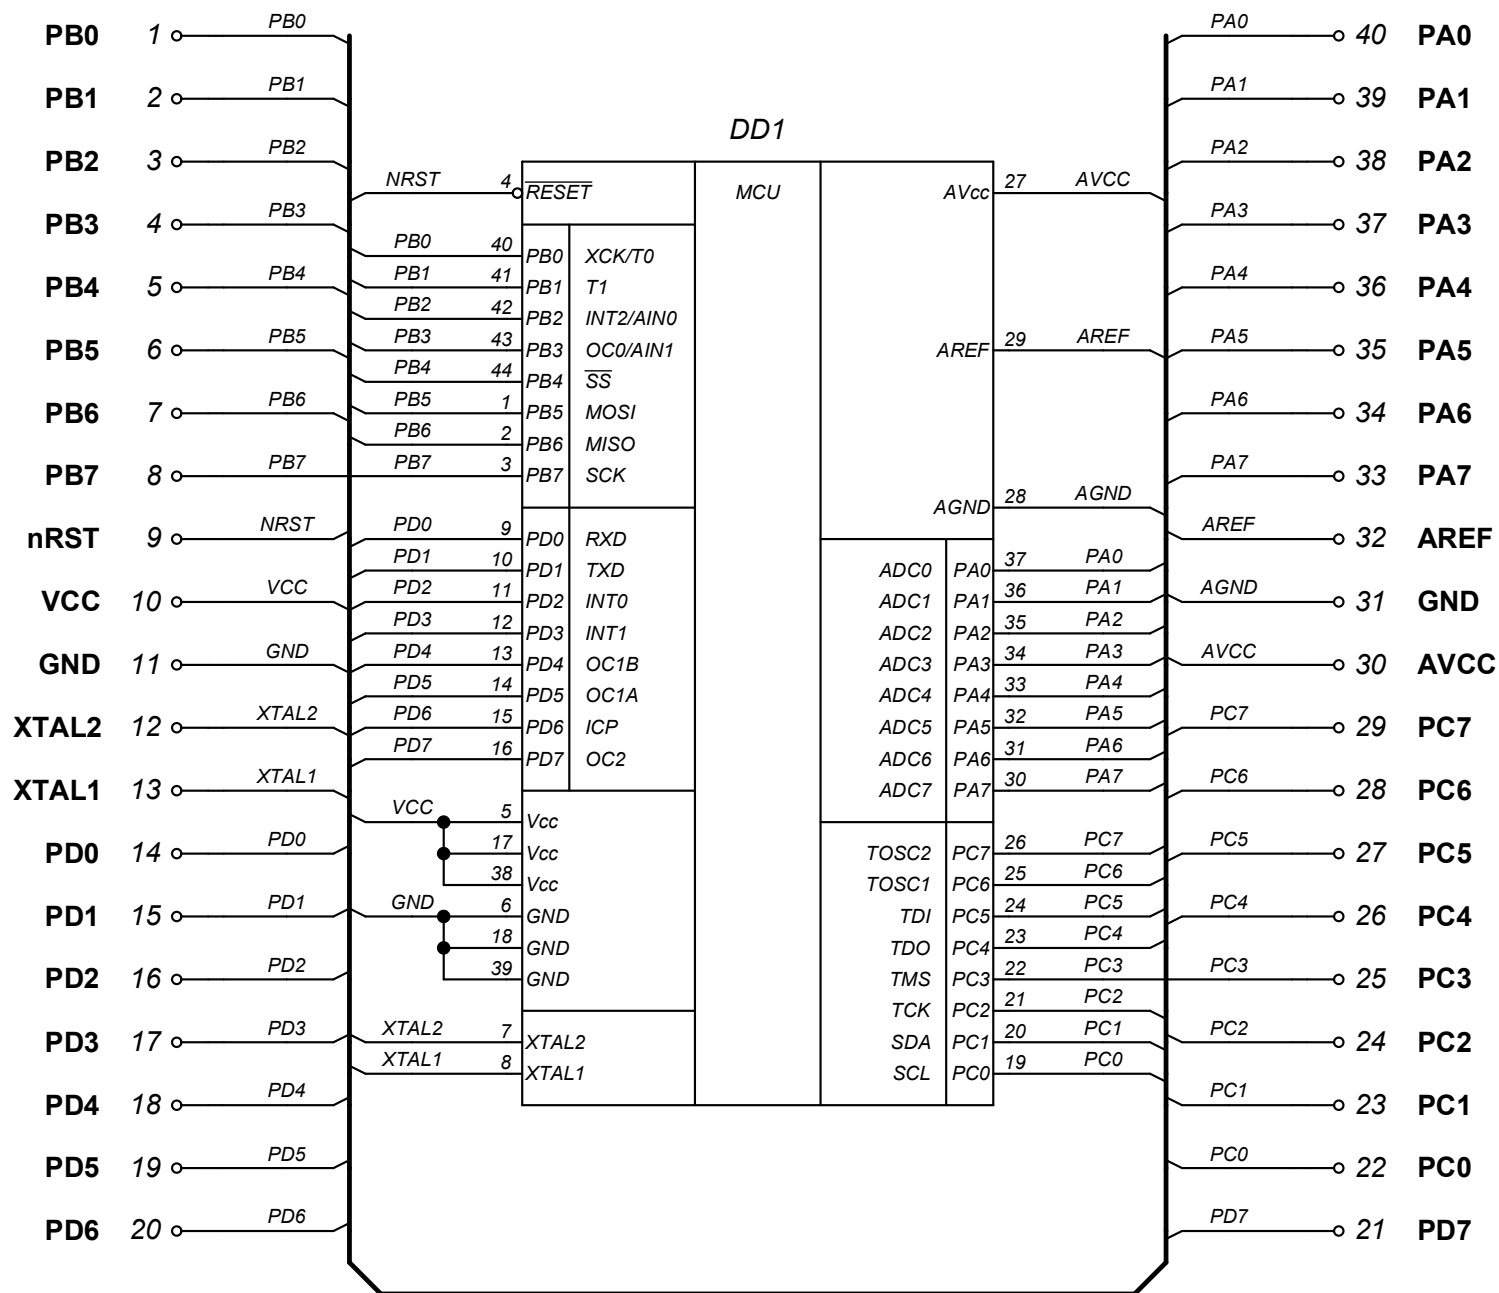 PB0 1 PB0 PA0 40 PA0
PB1 2 PB1 PA1 39 PA1
DD1
PB2 3 PB2 PA2 38 PA2
NRST 4 RESET MCU AVcc 27 AVCC
PB3 4 PB3 PA3 37 PA3
PB0 40 PB0 XCK/T0
PB4 5 PB4 PB1 41 PB1 T1 PA4 36 PA4
PB2 42 PB2 INT2/AIN0
PB5 6 PB5 PB3 43 PB3 OC0/AIN1 AREF 29 AREF PA5 35 PA5
PB4 44 PB4 SS
PB6 7 PB6 PB5 1 PB5 MOSI PA6 34 PA6
PB6 2 PB6 MISO
PB7 8 PB7 PB7 3 PB7 SCK PA7 33 PA7
AGND 28 AGND
nRST 9 NRST PD0 9 PD0 RXD AREF 32 AREF
PD1 10 PD1 TXD ADC0 PA0 37 PA0
VCC 10 VCC PD2 11 PD2 INT0 ADC1 PA1 36 PA1 AGND 31 GND
PD3 12 PD3 INT1 ADC2 PA2 35 PA2
GND 11 GND PD4 13 PD4 OC1B ADC3 PA3 34 PA3 AVCC 30 AVCC
PD5 14 PD5 OC1A ADC4 PA4 33 PA4
XTAL2 12 XTAL2 PD6 15 PD6 ICP ADC5 PA5 32 PA5 PC7 29 PC7
PD7 16 PD7 OC2 ADC6 PA6 31 PA6
XTAL1 13 XTAL1 ADC7 PA7 30 PA7 PC6 28 PC6
VCC 5 Vcc
PD0 14 PD0 17 Vcc TOSC2 PC7 26 PC7 PC5 27 PC5
38 Vcc TOSC1 PC6 25 PC6
PD1 15 PD1 GND 6 GND TDI PC5 24 PC5 PC4 26 PC4
18 GND TDO PC4 23 PC4
PD2 16 PD2 39 GND TMS PC3 22 PC3 PC3 25 PC3
TCK PC2 21 PC2
PD3 17 PD3 XTAL2 7 XTAL2 SDA PC1 20 PC1 PC2 24 PC2
XTAL1 8 XTAL1 SCL PC0 19 PC0
PD4 18 PD4 PC1 23 PC1
PD5 19 PD5 PC0 22 PC0
PD6 20 PD6 PD7 21 PD7